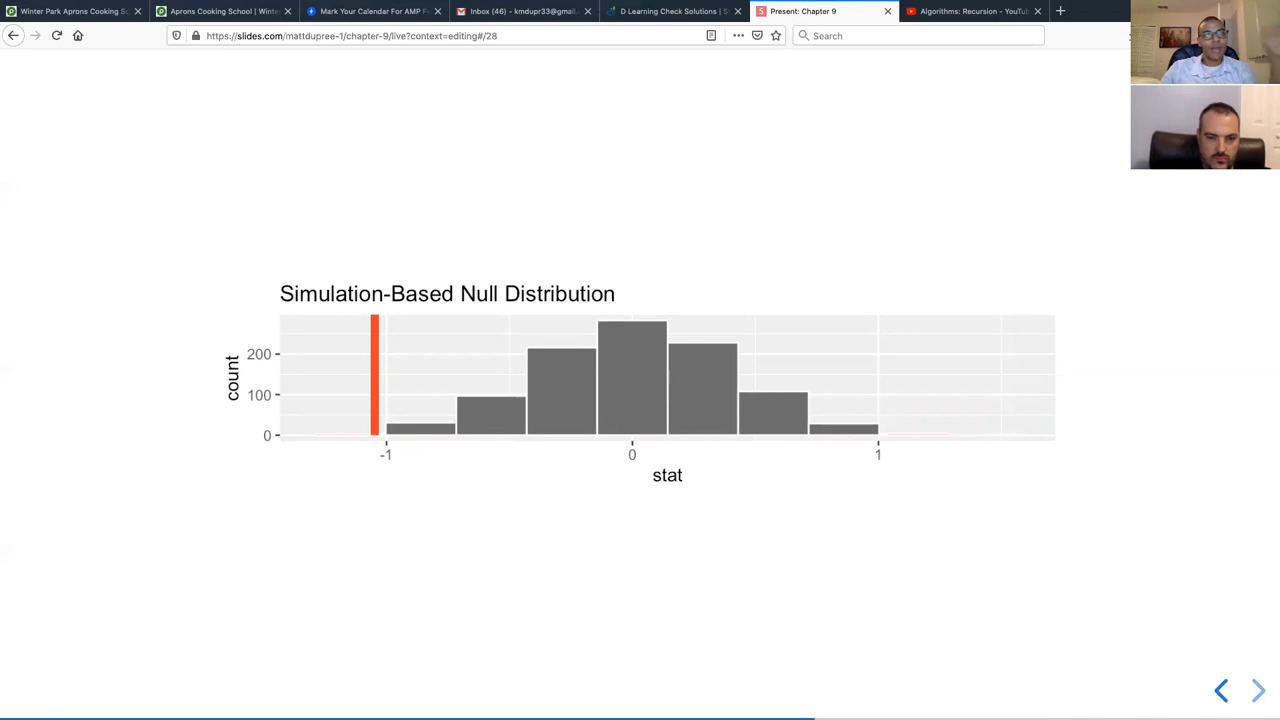 Winter Park Aprons Cooking Sc
Aprons Cooking School | Winte
Mark Your Calendar For AMP Fe
Inbox (46) - kmdupr33@gmail.
D Learning Check Solutions | S
Present: Chapter 9
Algorithms: Recursion - YouTu
https://slides.com/mattdupree-1/chapter-9/live?context=editing#/28
Search
Simulation-Based Null Distribution
count
200
100
0
-1
0
1
stat